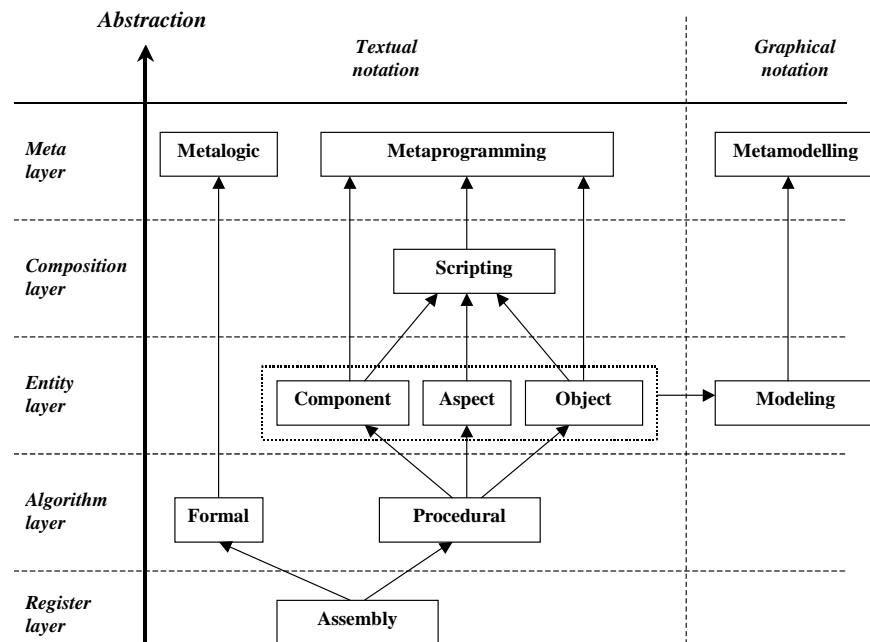 Abstraction
Textual
notation
Graphical
notation
Meta
layer
Metalogic
Metaprogramming
Metamodelling
Composition
layer
Scripting
Entity
layer
Component
Aspect
Object
Modeling
Algorithm
layer
Formal
Procedural
Register
layer
Assembly